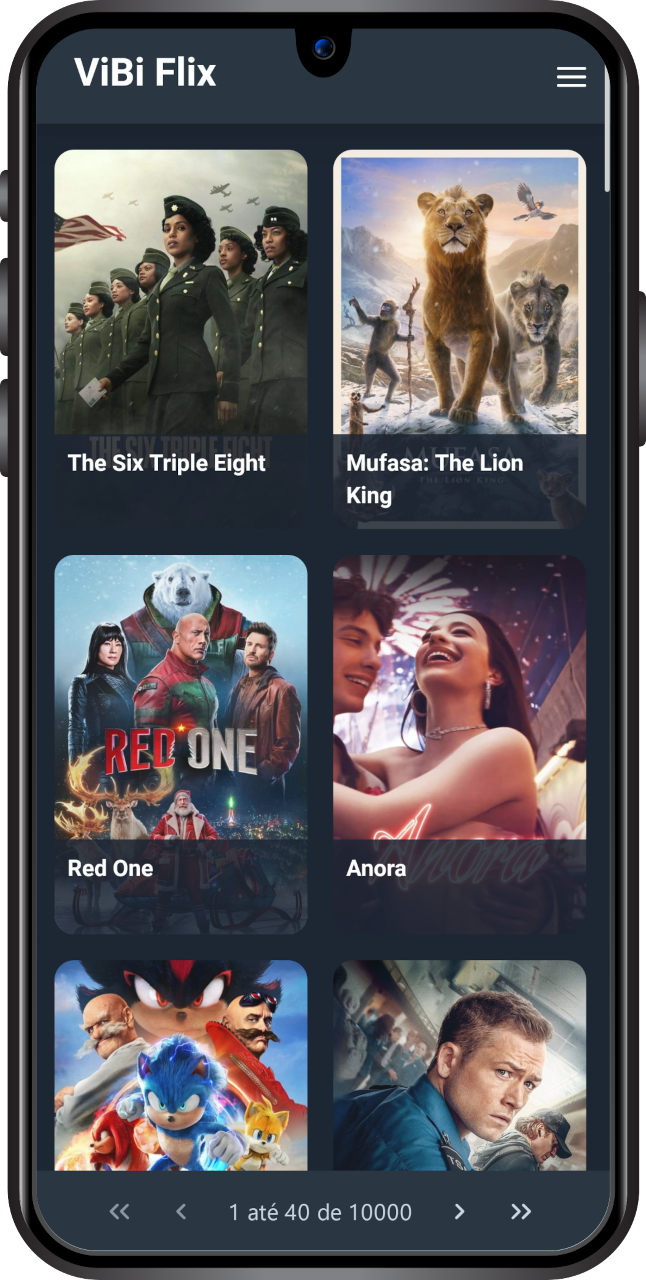 ViBi Flix
THE SIX TRIPLE EIGHT
The Six Triple Eight
MUFASA
THE LION KING
Mufasa: The Lion
King
RED ONE
Red One
Anora
Anora
1 até 40 de 10000